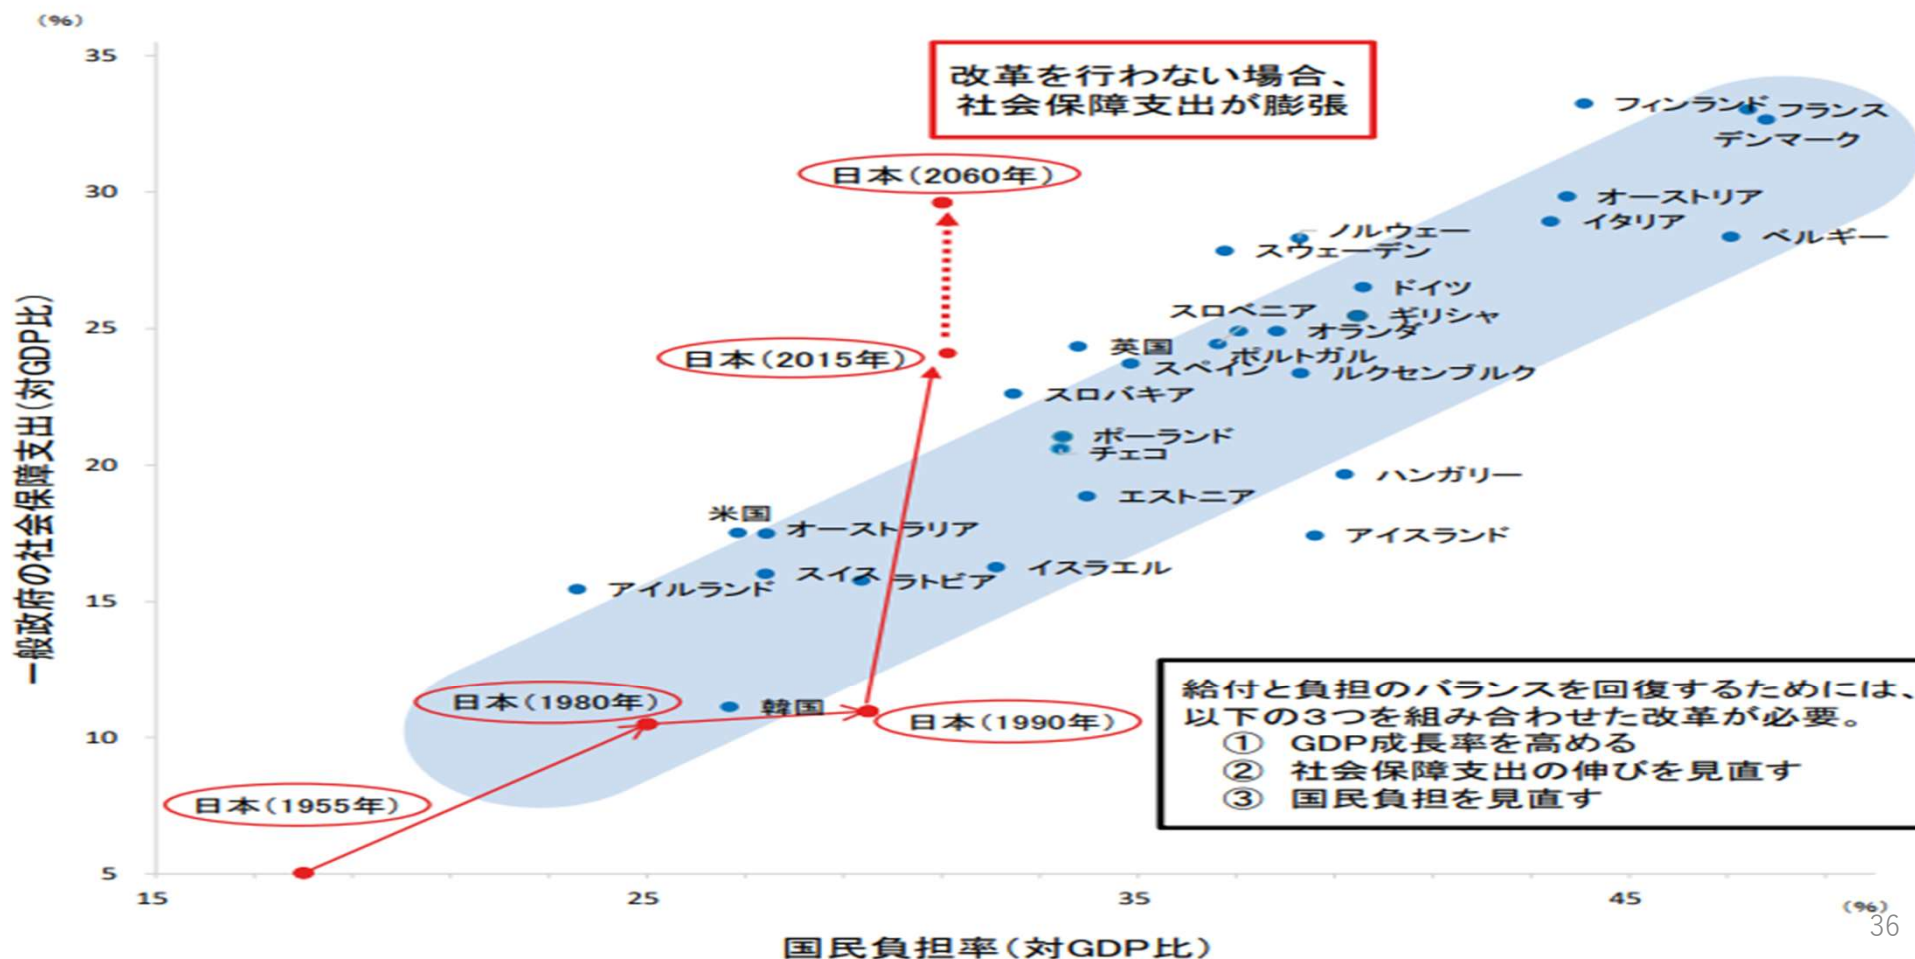 (%)
35
30
25
20
15
10
5
一般政府の社会保障支出(対GDP比)
改革を行わない場合、
社会保障支出が膨張
日本(2060年)
日本(2015年)
日本(1980年)
日本(1990年)
日本(1955年)
フィンランド
フランス
デンマーク
オーストリア
イタリア
ベルギー
ノルウェー
スウェーデン
ドイツ
スロベニア
ギリシャ
オランダ
英国
ポルトガル
スペイン
ルクセンブルク
スロバキア
ポーランド
チェコ
ハンガリー
エストニア
米国
オーストラリア
アイスランド
イスラエル
スイス
ラトビア
アイルランド
韓国
給付と負担のバランスを回復するためには、
以下の3つを組み合わせた改革が必要。
① GDP成長率を高める
② 社会保障支出の伸びを見直す
③ 国民負担を見直す
15
25
35
45
(%)
国民負担率(対GDP比)
36